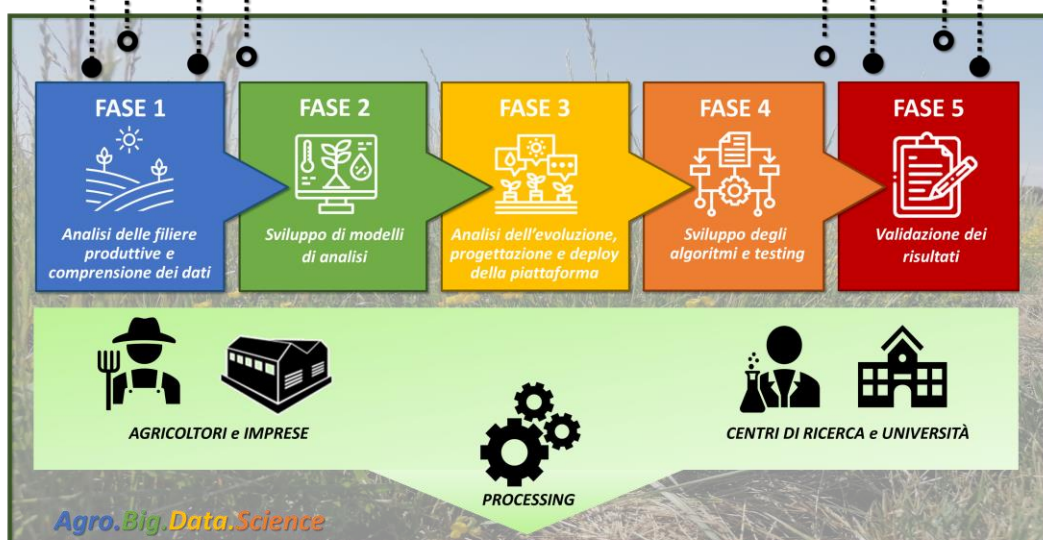 FASE 1
Analisi delle filiere
produttive e
comprensione dei dati
FASE 2
Sviluppo di modelli
di analisi
FASE 3
Analisi dell'evoluzione,
progettazione e deploy
della piattaforma
FASE 4
Sviluppo degli
algoritmi e testing
FASE 5
Validazione dei
risultati
AGRICOLTORI e IMPRESE
PROCESSING
CENTRI DI RICERCA e UNIVERSITÀ
Agro.Big.Data.Science